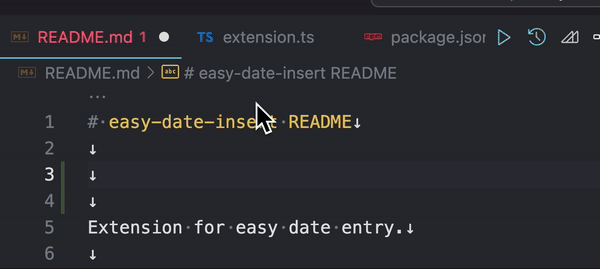 README.md 1
TS extension.ts
npm package.json
README.md > abc # easy-date-insert README
...
1 # easy-date-insert README↓
2 ↓
3 ↓
4 ↓
5 Extension·for·easy·date·entry.↓
6 ↓